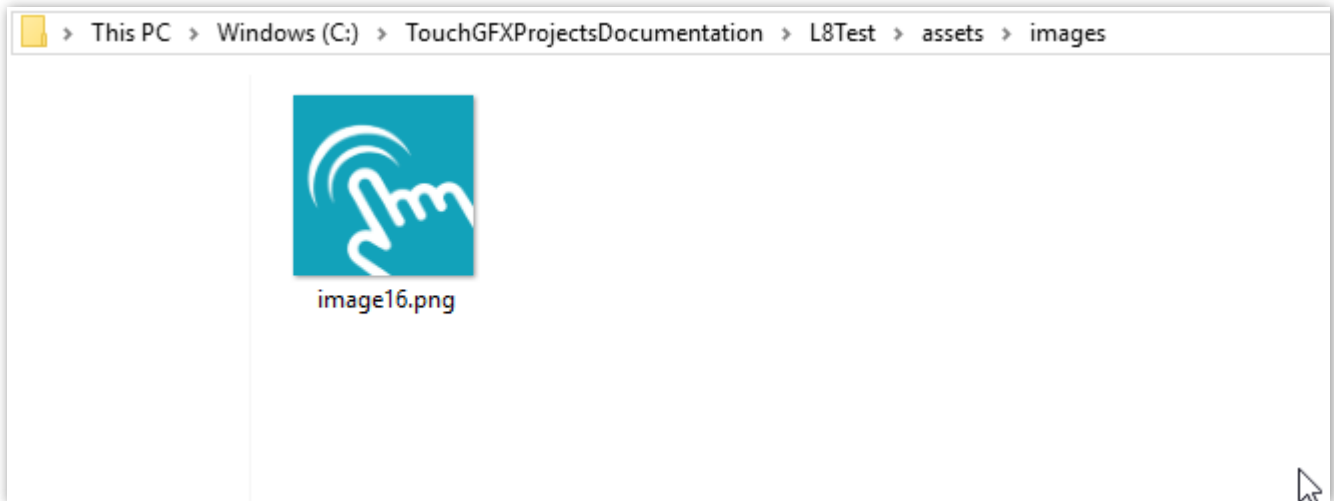 This PC > Windows (C:) > TouchGFXProjectsDocumentation > L8Test > assets > images
image16.png